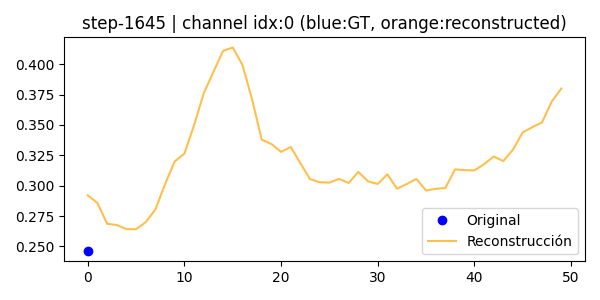 step-1645 | channel idx:0 (blue:GT, orange:reconstructed)
0.400
0.375
0.350
0.325
0.300
0.275
0.250
0 10 20 30 40 50
Original
Reconstrucción